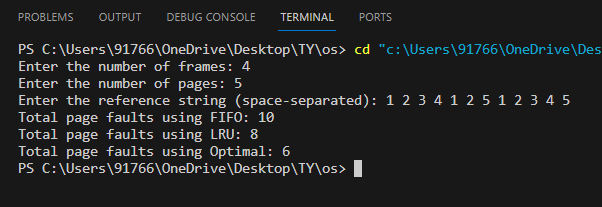 PROBLEMS OUTPUT DEBUG CONSOLE TERMINAL PORTS
PS C:\Users\91766\OneDrive\Desktop\TY\os> cd "c:\Users\91766\OneDrive\Des
Enter the number of frames: 4
Enter the number of pages: 5
Enter the reference string (space-separated): 1 2 3 4 1 2 5 1 2 3 4 5
Total page faults using FIFO: 10
Total page faults using LRU: 8
Total page faults using Optimal: 6
PS C:\Users\91766\OneDrive\Desktop\TY\os>